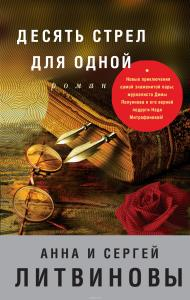 ДЕСЯТЬ СТРЕЛ
ДЛЯ ОДНОЙ
роман
Новые приключения
самой знаменитой пары:
журналиста Димы
Полуянова и его верной
подруги Нади
Митрофановой!
АННА И СЕРГЕЙ
ЛИТВИНОВЫ